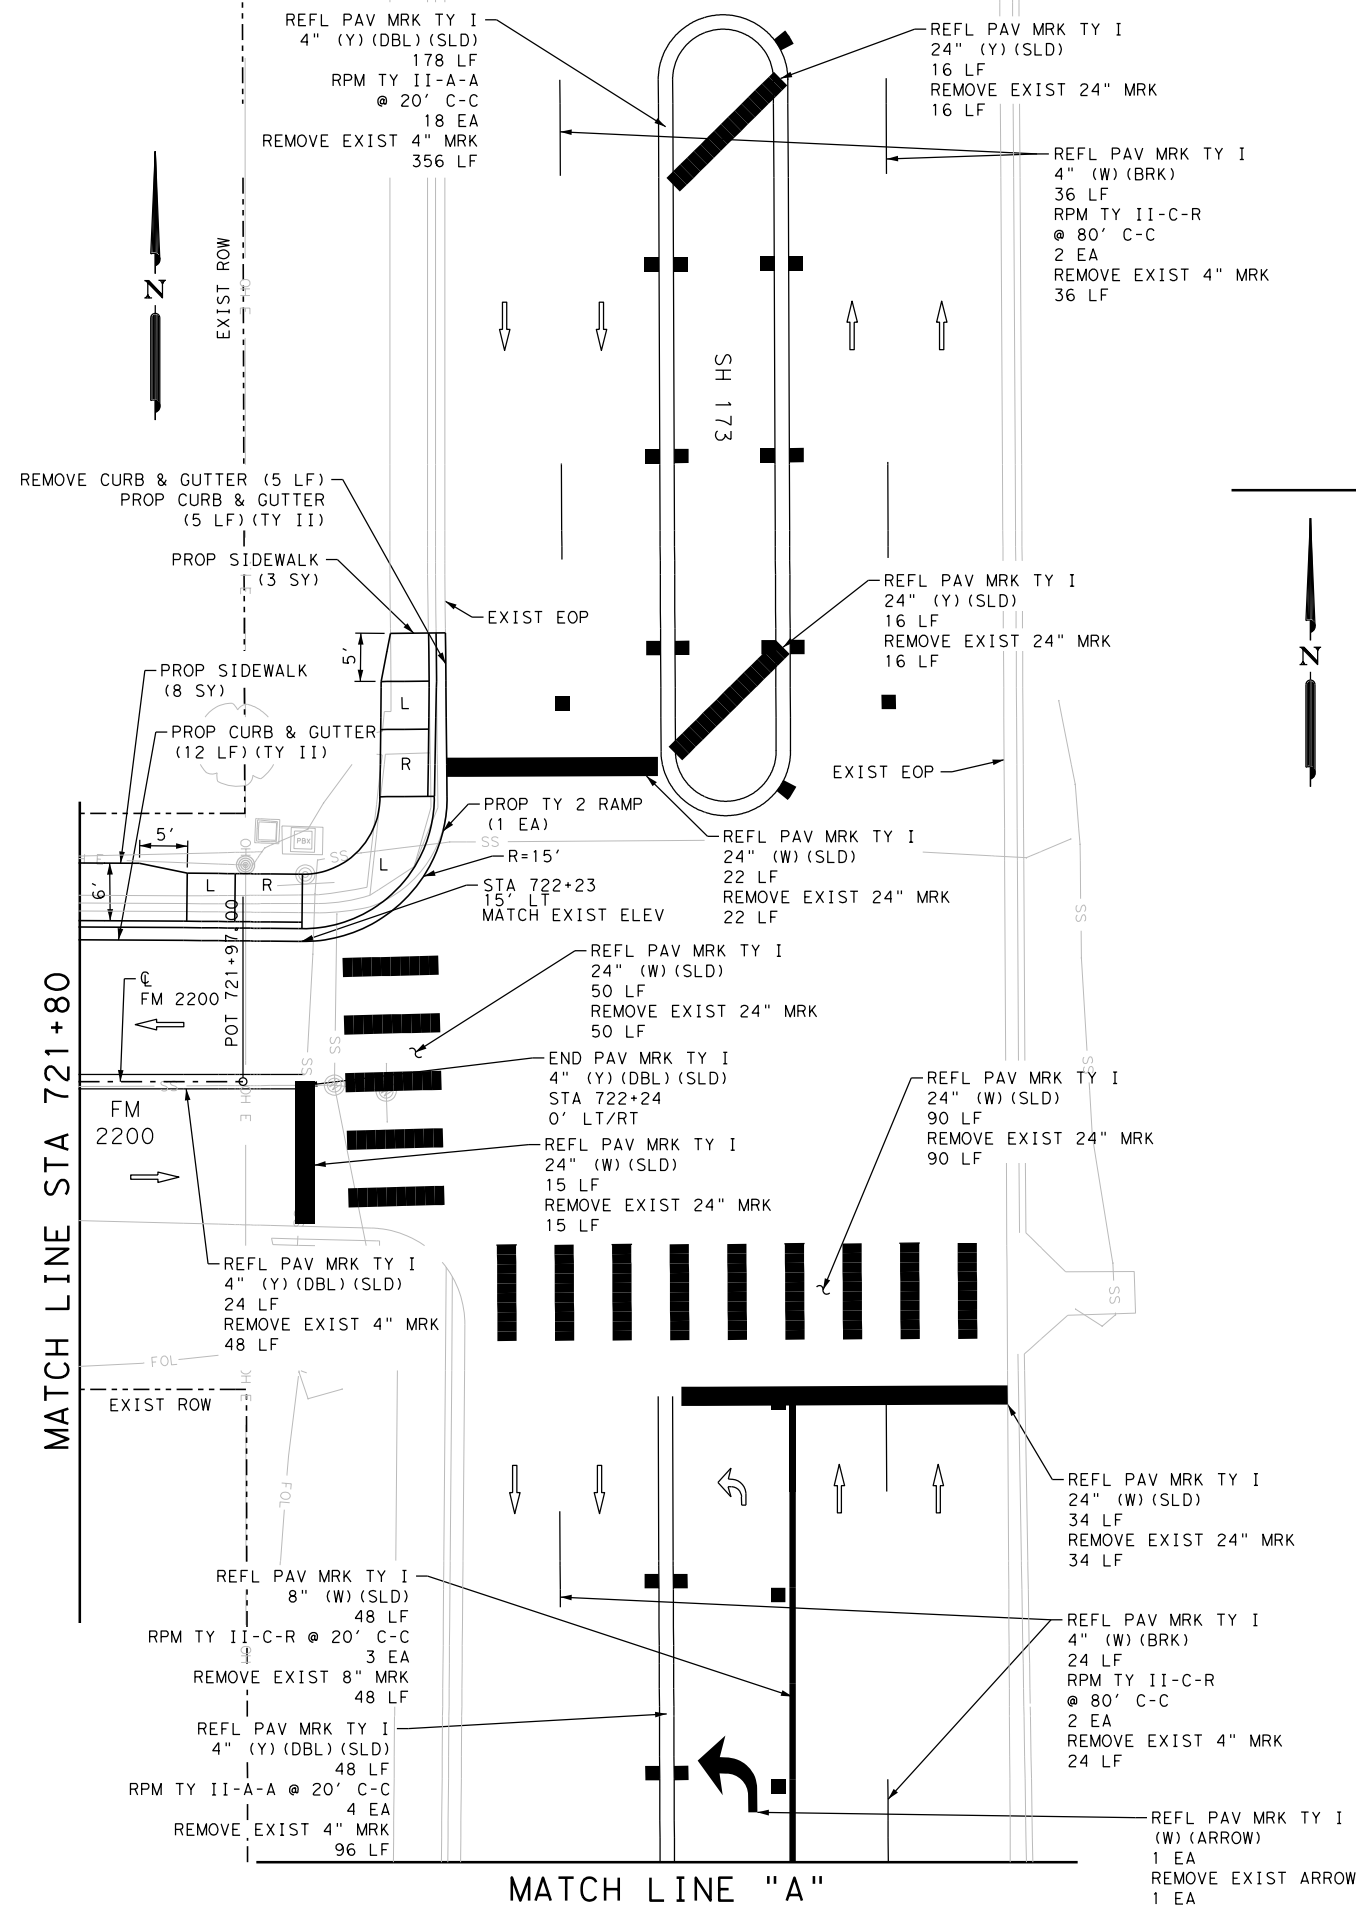 REFL PAV MRK TY I
4" (Y)(DBL)(SLD)
178 LF
RPM TY II-A-A
@ 20' C-C
18 EA
REMOVE EXIST 4" MRK
356 LF
REFL PAV MRK TY I
24" (Y)(SLD)
16 LF
REMOVE EXIST 24" MRK
16 LF
REFL PAV MRK TY I
4" (W)(BRK)
36 LF
RPM TY II-C-R
@ 80' C-C
2 EA
REMOVE EXIST 4" MRK
36 LF
N
EXIST ROW
OH E
SH 173
REMOVE CURB & GUTTER (5 LF)
PROP CURB & GUTTER
(5 LF)(TY II)
PROP SIDEWALK
(3 SY)
EXIST EOP
5'
PROP SIDEWALK
(8 SY)
L
PROP CURB & GUTTER
(12 LF)(TY II)
R
REFL PAV MRK TY I
24" (Y)(SLD)
16 LF
REMOVE EXIST 24" MRK
16 LF
N
EXIST EOP
PROP TY 2 RAMP
(1 EA)
SS
R=15'
STA 722+23
15' LT
MATCH EXIST ELEV
REFL PAV MRK TY I
24" (W)(SLD)
22 LF
REMOVE EXIST 24" MRK
22 LF
5'
PBX
SS
L
6'
L
R
SS
POT 721+97.00
℄
FM 2200
REFL PAV MRK TY I
24" (W)(SLD)
50 LF
REMOVE EXIST 24" MRK
50 LF
SS
SS
SS
END PAV MRK TY I
4" (Y)(DBL)(SLD)
STA 722+24
0' LT/RT
SS
OH E
FM
2200
REFL PAV MRK TY I
24" (W)(SLD)
15 LF
REMOVE EXIST 24" MRK
15 LF
REFL PAV MRK TY I
24" (W)(SLD)
90 LF
REMOVE EXIST 24" MRK
90 LF
MATCH LINE STA 721+80
REFL PAV MRK TY I
4" (Y)(DBL)(SLD)
24 LF
REMOVE EXIST 4" MRK
48 LF
SS
FOL
OH E
EXIST ROW
FOL
REFL PAV MRK TY I
24" (W)(SLD)
34 LF
REMOVE EXIST 24" MRK
34 LF
REFL PAV MRK TY I
8" (W)(SLD)
48 LF
RPM TY II-C-R @ 20' C-C
3 EA
REMOVE EXIST 8" MRK
48 LF
REFL PAV MRK TY I
4" (W)(BRK)
24 LF
RPM TY II-C-R
@ 80' C-C
2 EA
REMOVE EXIST 4" MRK
24 LF
REFL PAV MRK TY I
4" (Y)(DBL)(SLD)
48 LF
RPM TY II-A-A @ 20' C-C
4 EA
REMOVE EXIST 4" MRK
96 LF
REFL PAV MRK TY I
(W)(ARROW)
1 EA
REMOVE EXIST ARROW
1 EA
MATCH LINE "A"